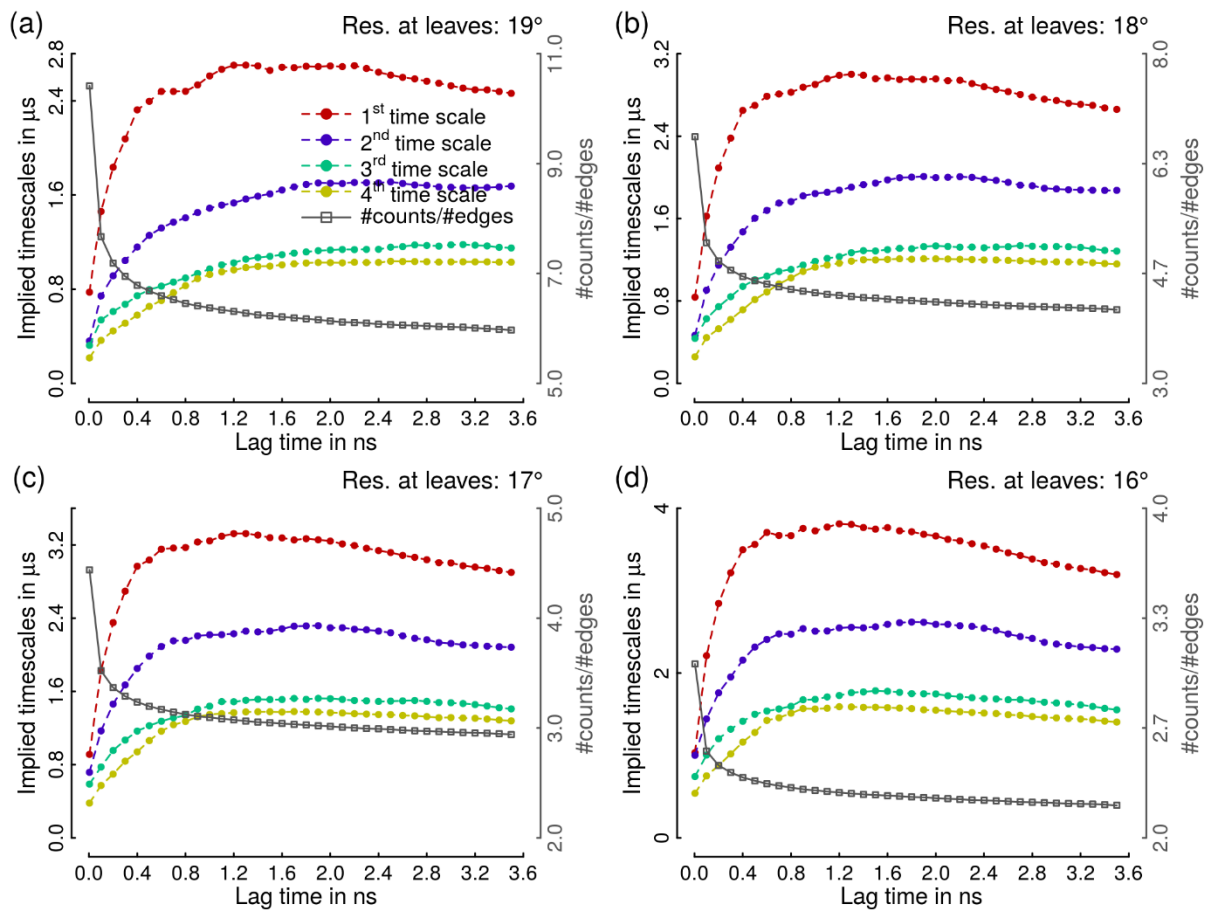 (a)
Res. at leaves: 19°
Implied timescales in μs
2.8
2.4
1.6
0.8
0.0
11.0
9.0
7.0
5.0
#counts/#edges
1st time scale
2nd time scale
3rd time scale
4th time scale
#counts/#edges
0.0 0.4 0.8 1.2 1.6 2.0 2.4 2.8 3.2 3.6
Lag time in ns
(b)
Res. at leaves: 18°
Implied timescales in μs
3.2
2.4
1.6
0.8
0.0
8.0
6.3
4.7
3.0
#counts/#edges
0.0 0.4 0.8 1.2 1.6 2.0 2.4 2.8 3.2 3.6
Lag time in ns
(c)
Res. at leaves: 17°
Implied timescales in μs
3.2
2.4
1.6
0.8
0.0
5.0
4.0
3.0
2.0
#counts/#edges
0.0 0.4 0.8 1.2 1.6 2.0 2.4 2.8 3.2 3.6
Lag time in ns
(d)
Res. at leaves: 16°
Implied timescales in μs
4
2
0
4.0
3.3
2.7
2.0
#counts/#edges
0.0 0.4 0.8 1.2 1.6 2.0 2.4 2.8 3.2 3.6
Lag time in ns